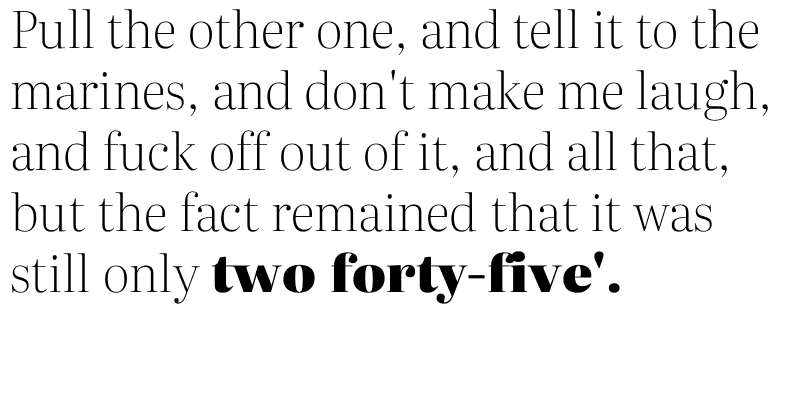 Pull the other one, and tell it to the
marines, and don't make me laugh,
and fuck off out of it, and all that,
but the fact remained that it was
still only two forty-five'.